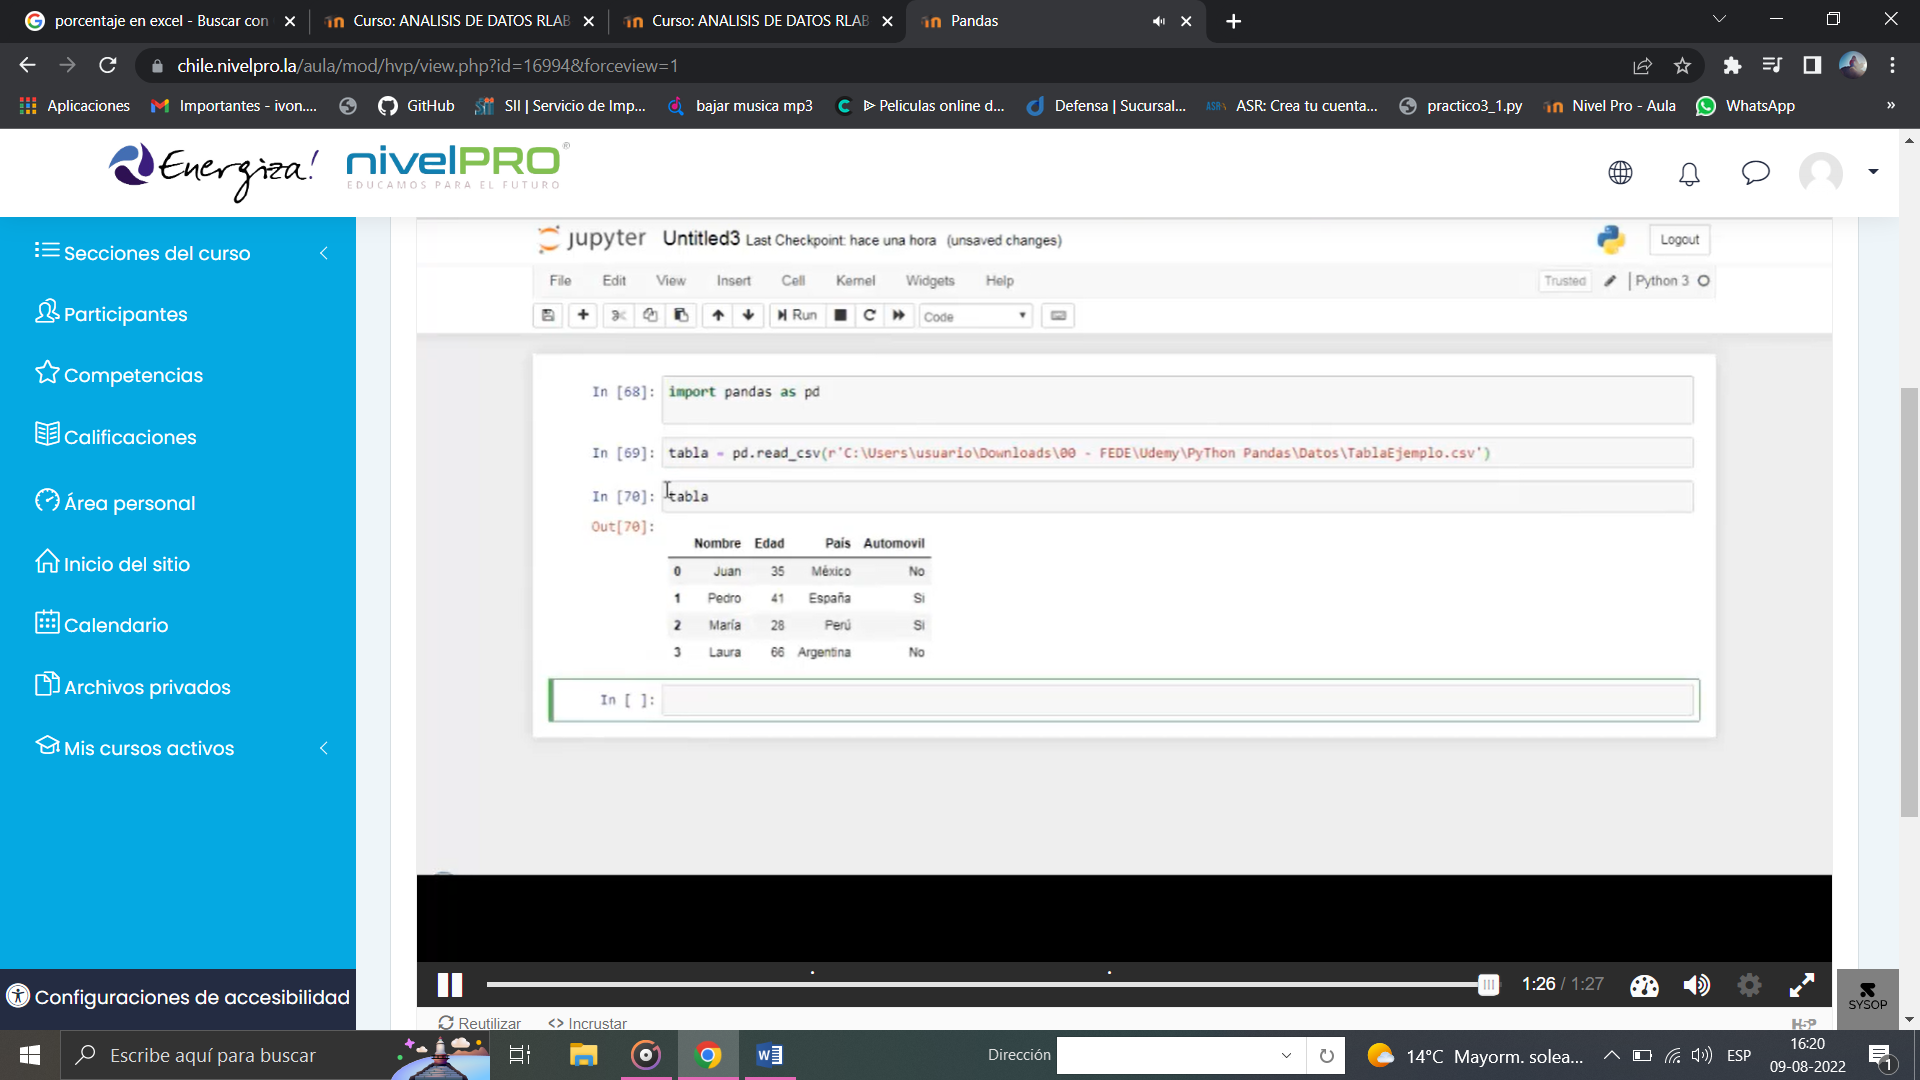 porcentaje en excel - Buscar con
Curso: ANALISIS DE DATOS RLAB
Curso: ANALISIS DE DATOS RLAB
Pandas
chile.nivelpro.la/aula/mod/hvp/view.php?id=16994&forceview=1
Aplicaciones
Importantes - ivon....
GitHub
SII | Servicio de Imp...
bajar musica mp3
Peliculas online d...
Defensa | Sucursal...
ASR: Crea tu cuenta...
practico3_1.py
Nivel Pro - Aula
WhatsApp
»
Energiza!
nivelPRO®
EDUCAMOS PARA EL FUTURO
Secciones del curso
Participantes
Competencias
Calificaciones
Área personal
Inicio del sitio
Calendario
Archivos privados
Mis cursos activos
Configuraciones de accesibilidad
jupyter Untitled3 Last Checkpoint: hace una hora (unsaved changes)
Logout
File Edit View Insert Cell Kernel Widgets Help
Trusted
Python 3
Run
Code
In [68]: import pandas as pd
In [69]: tabla = pd.read_csv(r'C:\Users\usuario\Downloads\00 - FEDE\Udemy\PyThon Pandas\Datos\TablaEjemplo.csv')
In [70]: tabla
Out[70]:
Nombre Edad País Automovil
0 Juan 35 México No
1 Pedro 41 España Si
2 María 28 Perú Si
3 Laura 66 Argentina No
In [ ]:
1:26 / 1:27
SYSOP
Reutilizar
<> Incrustar
H5P
Escribe aquí para buscar
Dirección
14°C Mayorm. solea...
ESP
16:20
09-08-2022
1